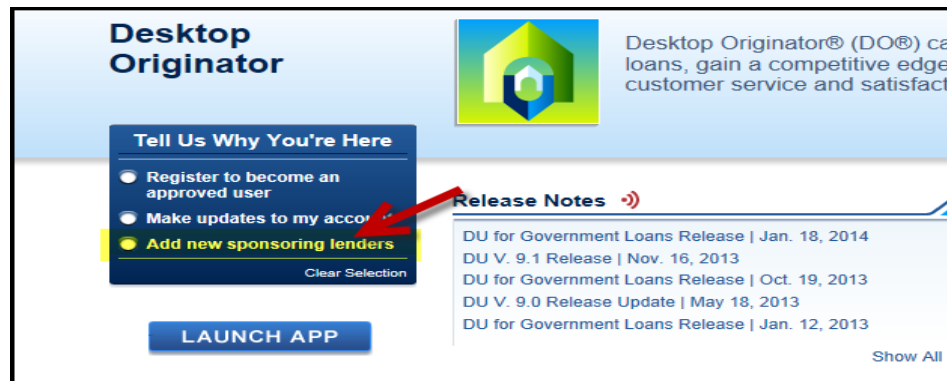 Desktop
Originator
Desktop Originator® (DO®) ca
loans, gain a competitive edge
customer service and satisfact
Tell Us Why You're Here
Register to become an
approved user
Make updates to my account
Add new sponsoring lenders
Clear Selection
LAUNCH APP
Release Notes
DU for Government Loans Release | Jan. 18, 2014
DU V. 9.1 Release | Nov. 16, 2013
DU for Government Loans Release | Oct. 19, 2013
DU V. 9.0 Release Update | May 18, 2013
DU for Government Loans Release | Jan. 12, 2013
Show All